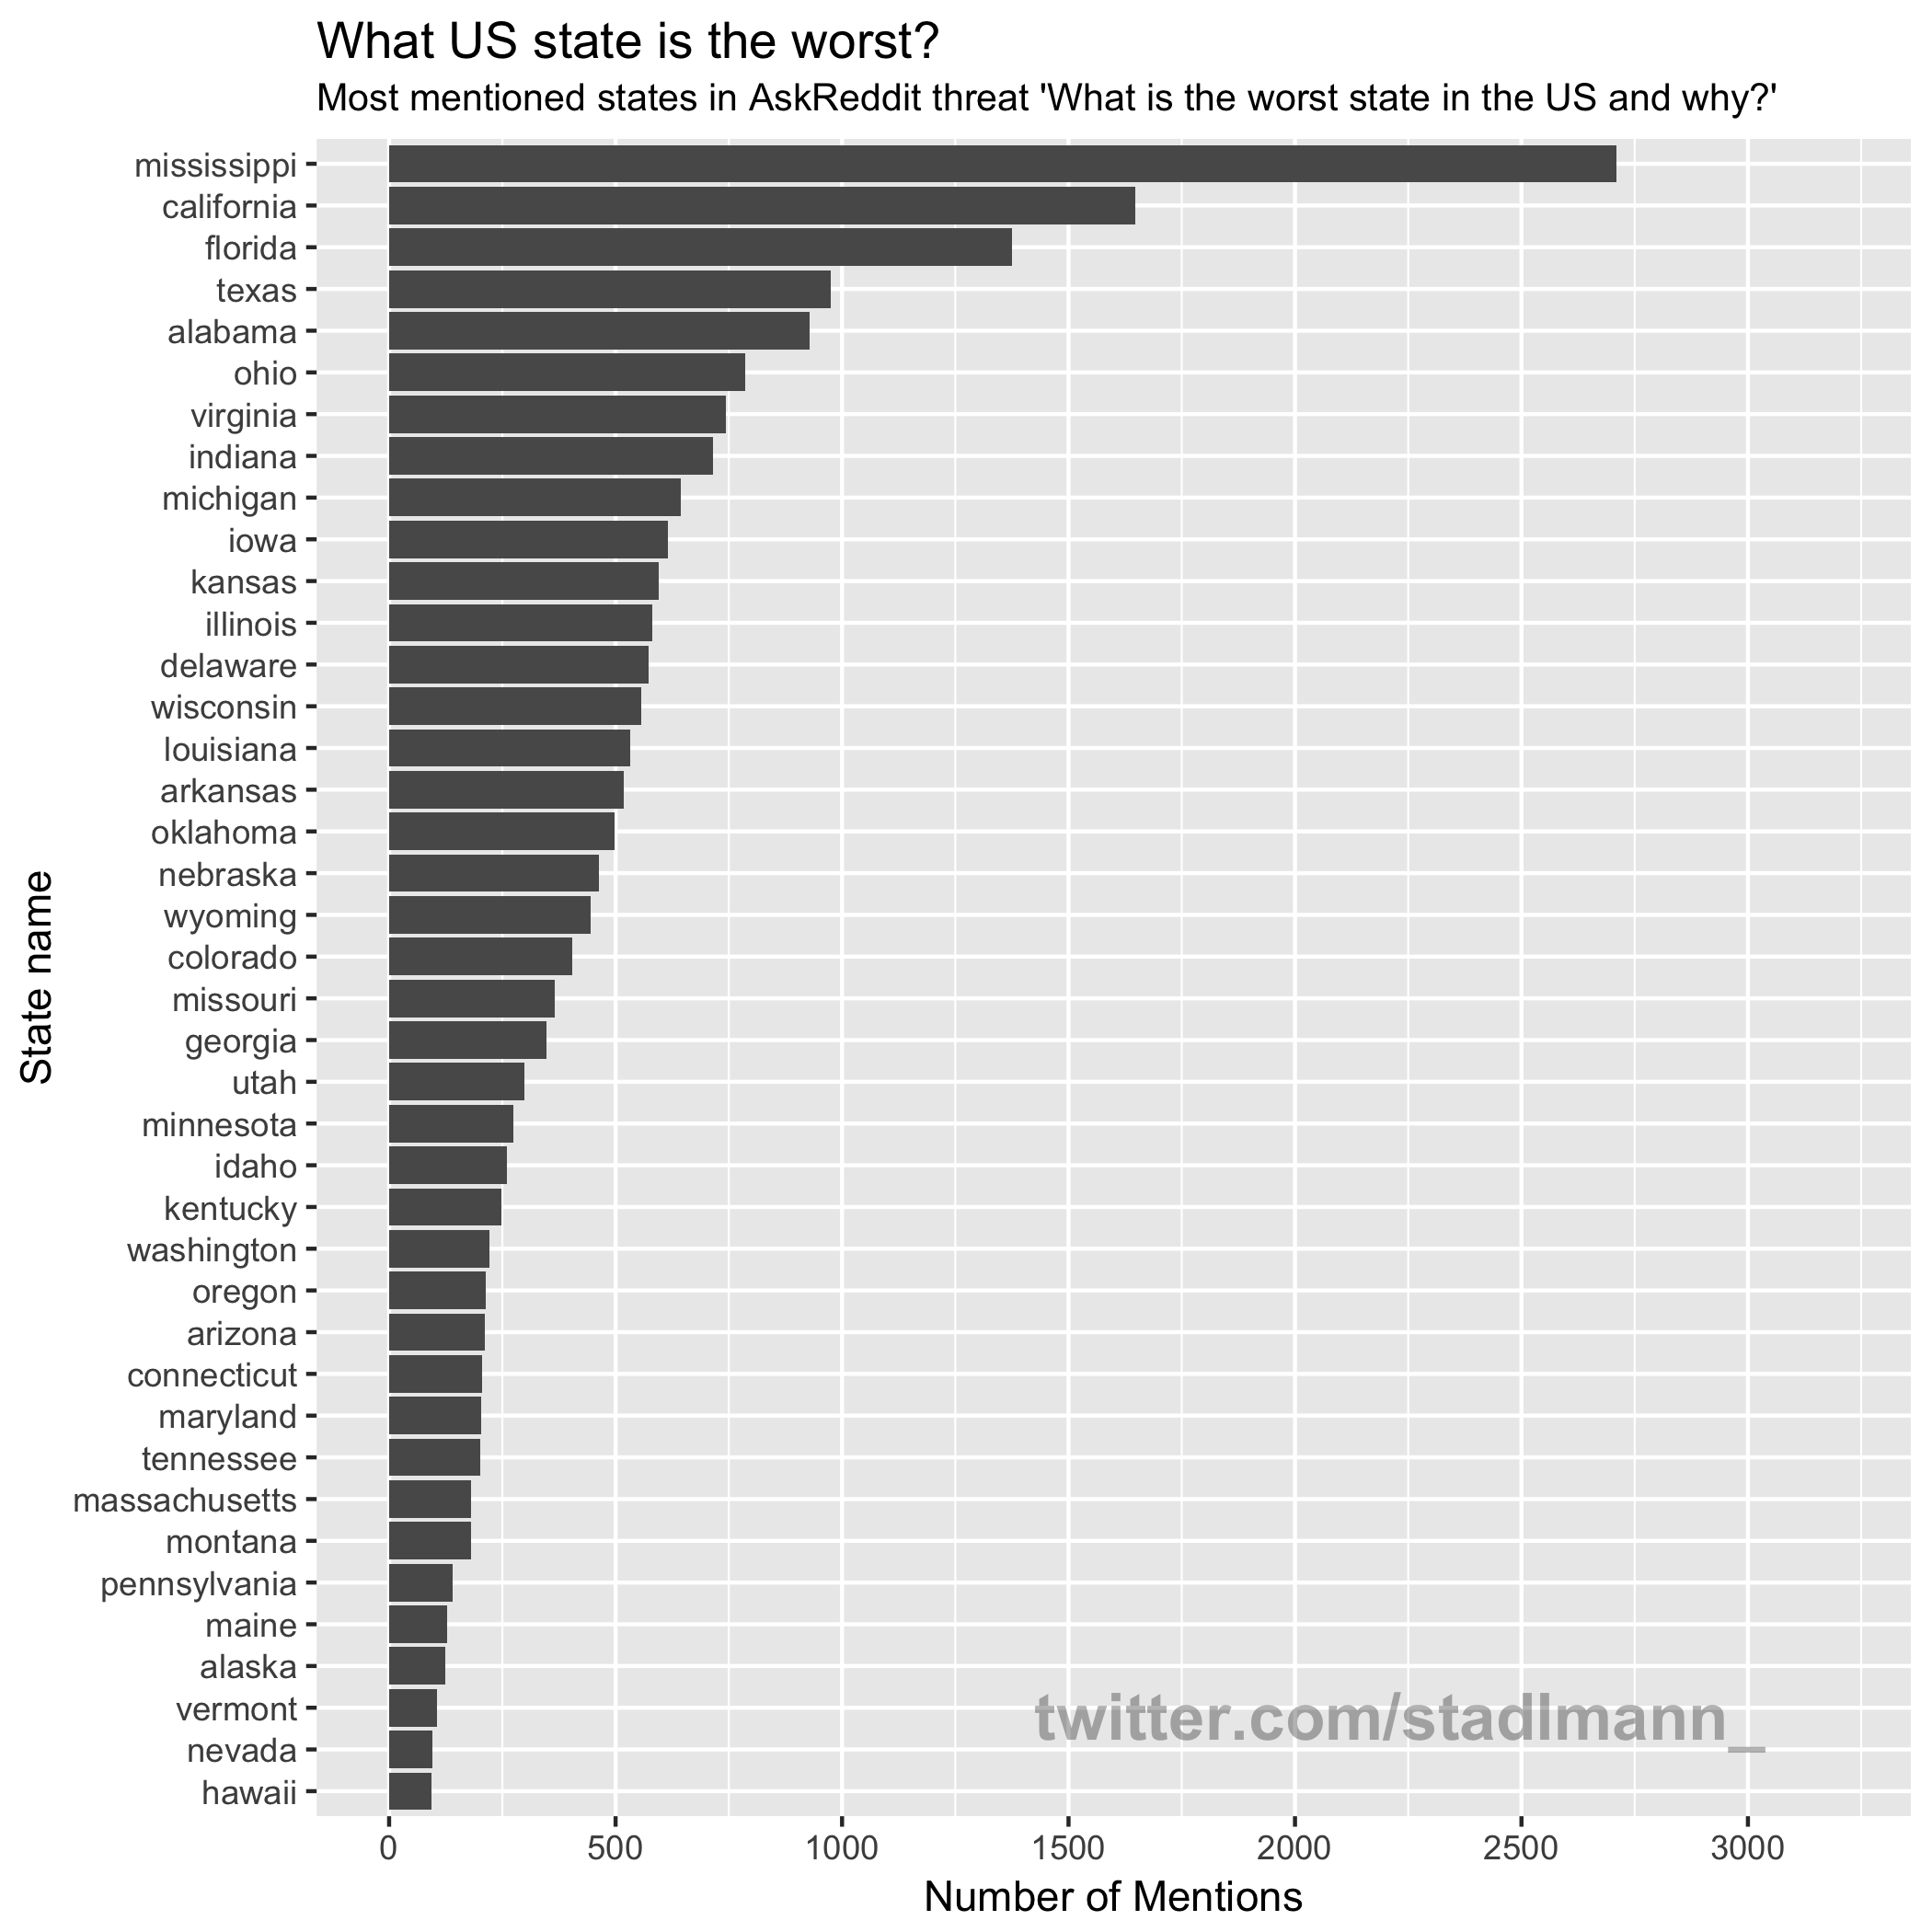 What US state is the worst?
Most mentioned states in AskReddit threat 'What is the worst state in the US and why?'
State name
mississippi
california
florida
texas
alabama
ohio
virginia
indiana
michigan
iowa
kansas
illinois
delaware
wisconsin
louisiana
arkansas
oklahoma
nebraska
wyoming
colorado
missouri
georgia
utah
minnesota
idaho
kentucky
washington
oregon
arizona
connecticut
maryland
tennessee
massachusetts
montana
pennsylvania
maine
alaska
vermont
nevada
hawaii
twitter.com/stadlmann_
0 500 1000 1500 2000 2500 3000
Number of Mentions